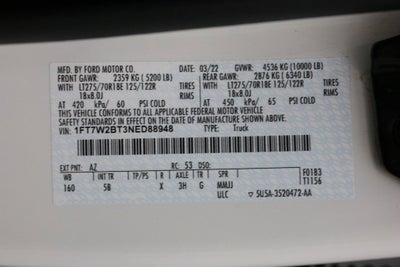 MFD. BY FORD MOTOR CO.
DATE: 03/22 GVWR: 4536 KG (10000 LB)
FRONT GAWR: 2359 KG (5200 LB) REAR GAWR: 2876 KG (6340 LB)
WITH LT275/70R18E 125/122R TIRES WITH LT275/70R18E 125/122R TIRES
18x8.0J RIMS 18x8.0J RIMS
AT 420 kPa/ 60 PSI COLD AT 450 kPa/ 65 PSI COLD
THIS VEHICLE CONFORMS TO ALL APPLICABLE FEDERAL MOTOR
VEHICLE SAFETY STANDARD IN EFFECT ON THE DATE OF MANUFACTURE
SHOWN ABOVE.
VIN: 1FT7W2BT3NED88948 TYPE: Truck
EXT PNT: AZ RC: 53 DSO:
WB INT TR TP/PS R AXLE TR SPR F0183
160 5B X 3H G MMJJ T1156
ULC 5USA-3520472-AA